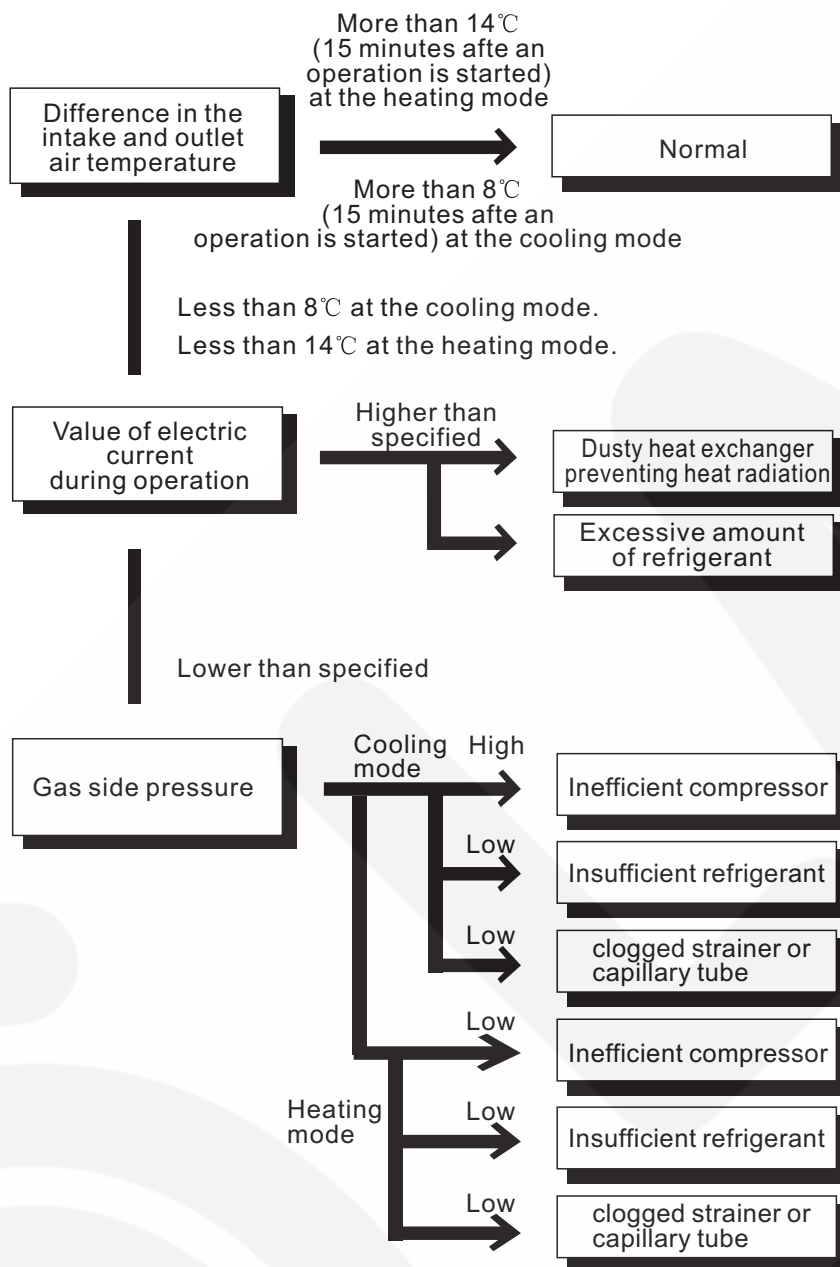 More than 14℃
(15 minutes afte an
operation is started)
at the heating mode
Difference in the
intake and outlet
air temperature
Normal
More than 8℃
(15 minutes afte an
operation is started) at the cooling mode
Less than 8℃ at the cooling mode.
Less than 14℃ at the heating mode.
Value of electric
current
during operation
Higher than
specified
Dusty heat exchanger
preventing heat radiation
Excessive amount
of refrigerant
Lower than specified
Gas side pressure
Cooling
mode
High
Inefficient compressor
Low
Insufficient refrigerant
Low
clogged strainer or
capillary tube
Low
Inefficient compressor
Heating
mode
Low
Insufficient refrigerant
Low
clogged strainer or
capillary tube